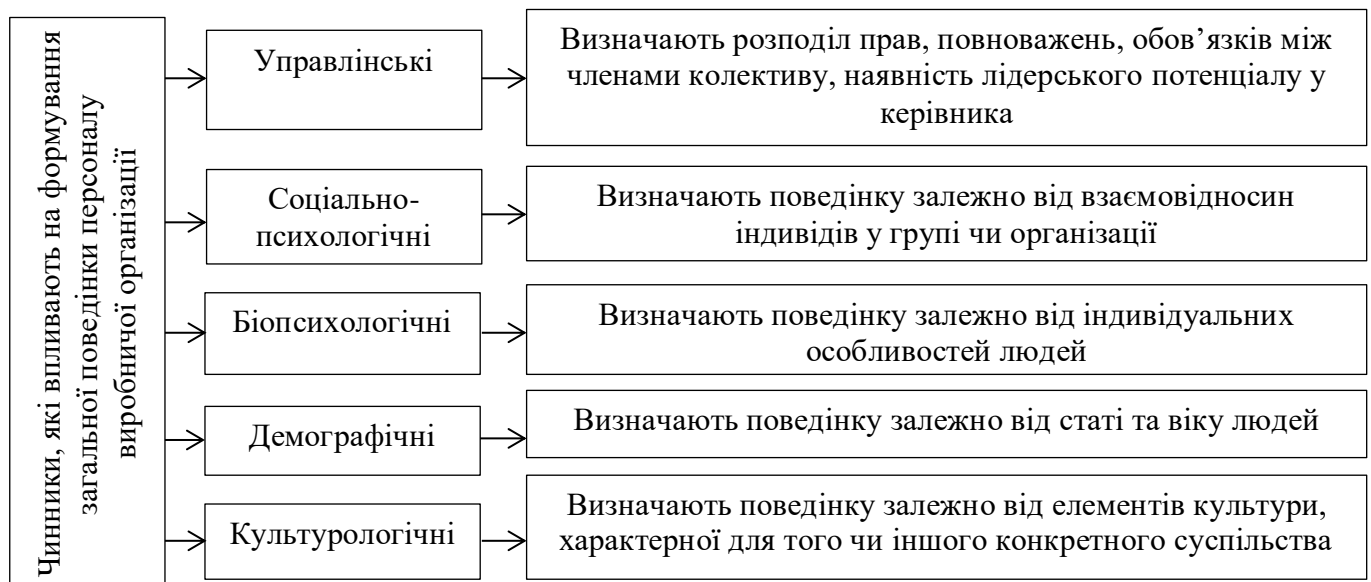 Чинники, які впливають на формування
загальної поведінки персоналу
виробничої організації
Управлінські
Визначають розподіл прав, повноважень, обов’язків між
членами колективу, наявність лідерського потенціалу у
керівника
Соціально-
психологічні
Визначають поведінку залежно від взаємовідносин
індивідів у групі чи організації
Біопсихологічні
Визначають поведінку залежно від індивідуальних
особливостей людей
Демографічні
Визначають поведінку залежно від статі та віку людей
Культурологічні
Визначають поведінку залежно від елементів культури,
характерної для того чи іншого конкретного суспільства